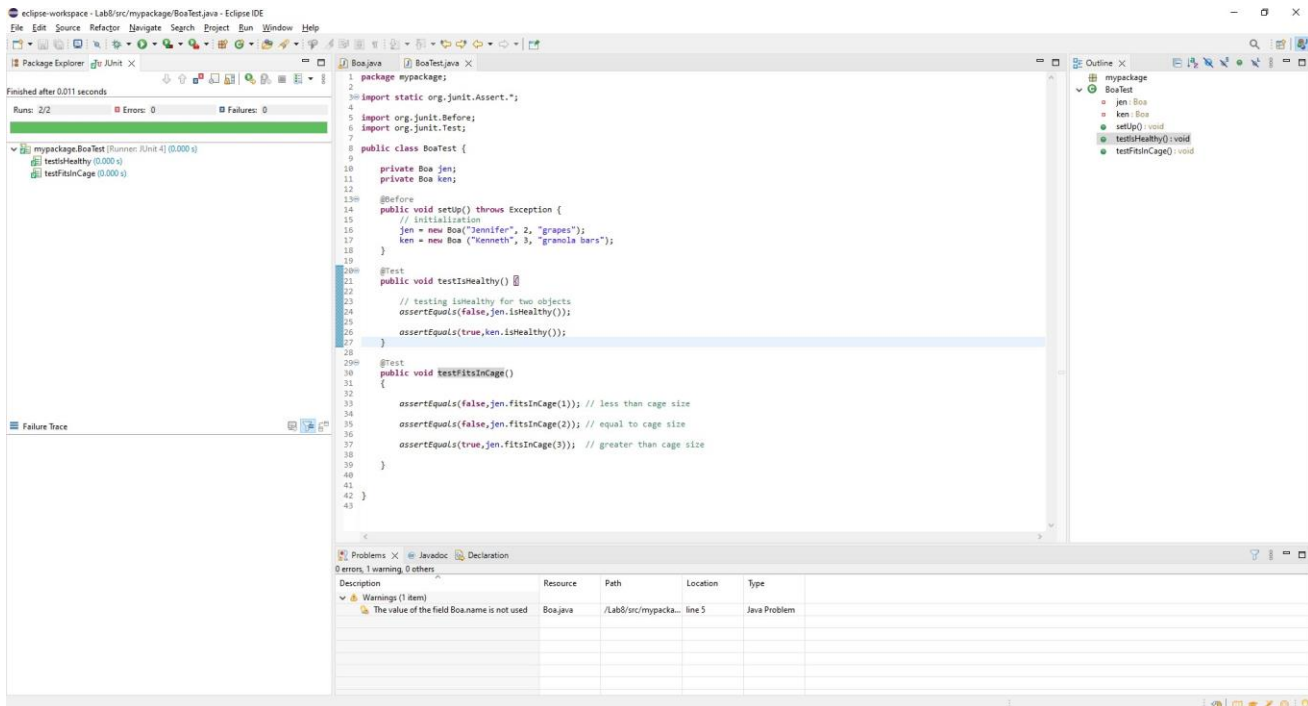 eclipse-workspace - Lab8/src/mypackage/BoaTest.java - Eclipse IDE
File Edit Source Refactor Navigate Search Project Run Window Help
Package Explorer JUnit
Finished after 0.011 seconds
Runs: 2/2 Errors: 0 Failures: 0
mypackage.BoaTest [Runner: JUnit 4] (0.000 s)
testIsHealthy (0.000 s)
testFitsInCage (0.000 s)
Failure Trace
Boa.java BoaTest.java
1 package mypackage;
2
3 import static org.junit.Assert.*;
4
5 import org.junit.Before;
6 import org.junit.Test;
7
8 public class BoaTest {
9
10 private Boa jen;
11 private Boa ken;
12
13 @Before
14 public void setUp() throws Exception {
15 // initialization
16 jen = new Boa("Jennifer", 2, "grapes");
17 ken = new Boa ("Kenneth", 3, "granola bars");
18 }
19
20 @Test
21 public void testIsHealthy() {
22
23 // testing isHealthy for two objects
24 assertEquals(false,jen.isHealthy());
25
26 assertEquals(true,ken.isHealthy());
27 }
28
29 @Test
30 public void testFitsInCage()
31 {
32
33 assertEquals(false,jen.fitsInCage(1)); // less than cage size
34
35 assertEquals(false,jen.fitsInCage(2)); // equal to cage size
36
37 assertEquals(true,jen.fitsInCage(3)); // greater than cage size
38
39 }
40
41
42 }
43
Outline
mypackage
BoaTest
jen : Boa
ken : Boa
setUp() : void
testIsHealthy() : void
testFitsInCage() : void
Problems Javadoc Declaration
0 errors, 1 warning, 0 others
Description Resource Path Location Type
Warnings (1 item)
The value of the field Boa.name is not used Boa.java /Lab8/src/mypacka... line 5 Java Problem